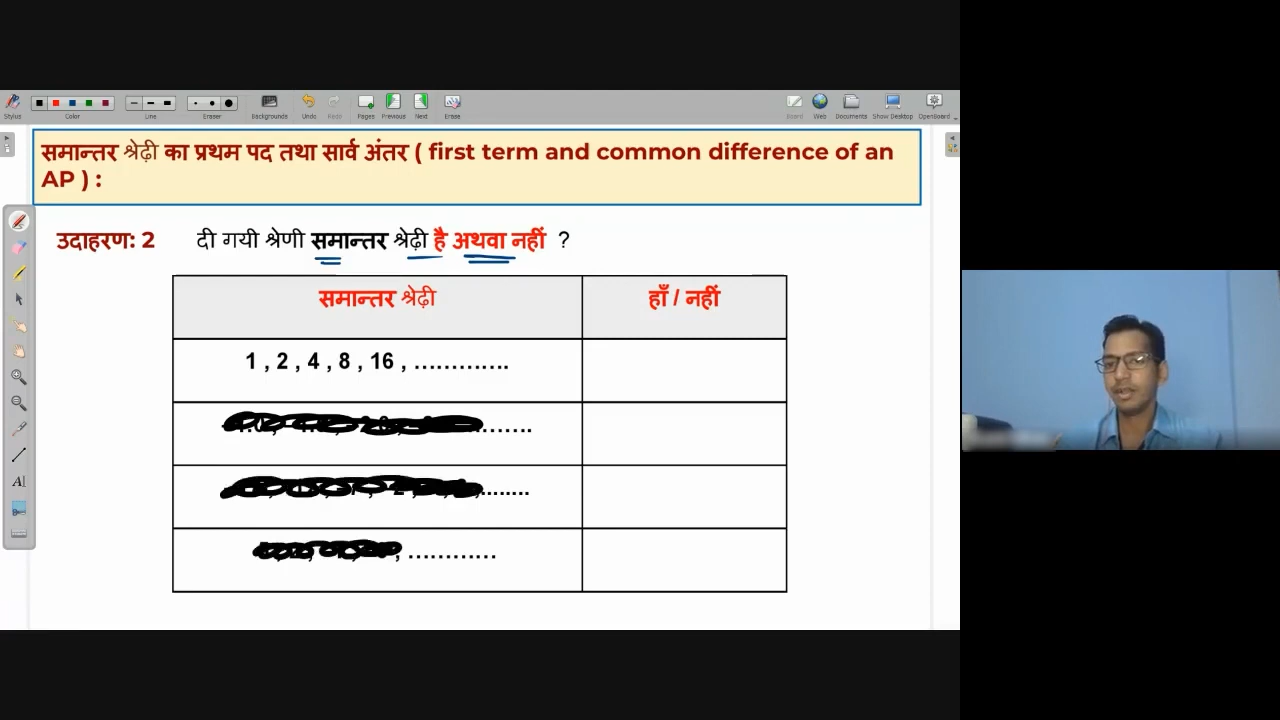 Stylus
Color
Line
Eraser
Backgrounds
Undo
Redo
Pages
Previous
Next
Erase
Board
Web
Documents
Show Desktop
OpenBoard
समान्तर श्रेढ़ी का प्रथम पद तथा सार्व अंतर ( first term and common difference of an
AP ) :
उदाहरण: 2 दी गयी श्रेणी समान्तर श्रेढ़ी है अथवा नहीं ?
समान्तर श्रेढ़ी हाँ / नहीं
1 , 2 , 4 , 8 , 16 , .............